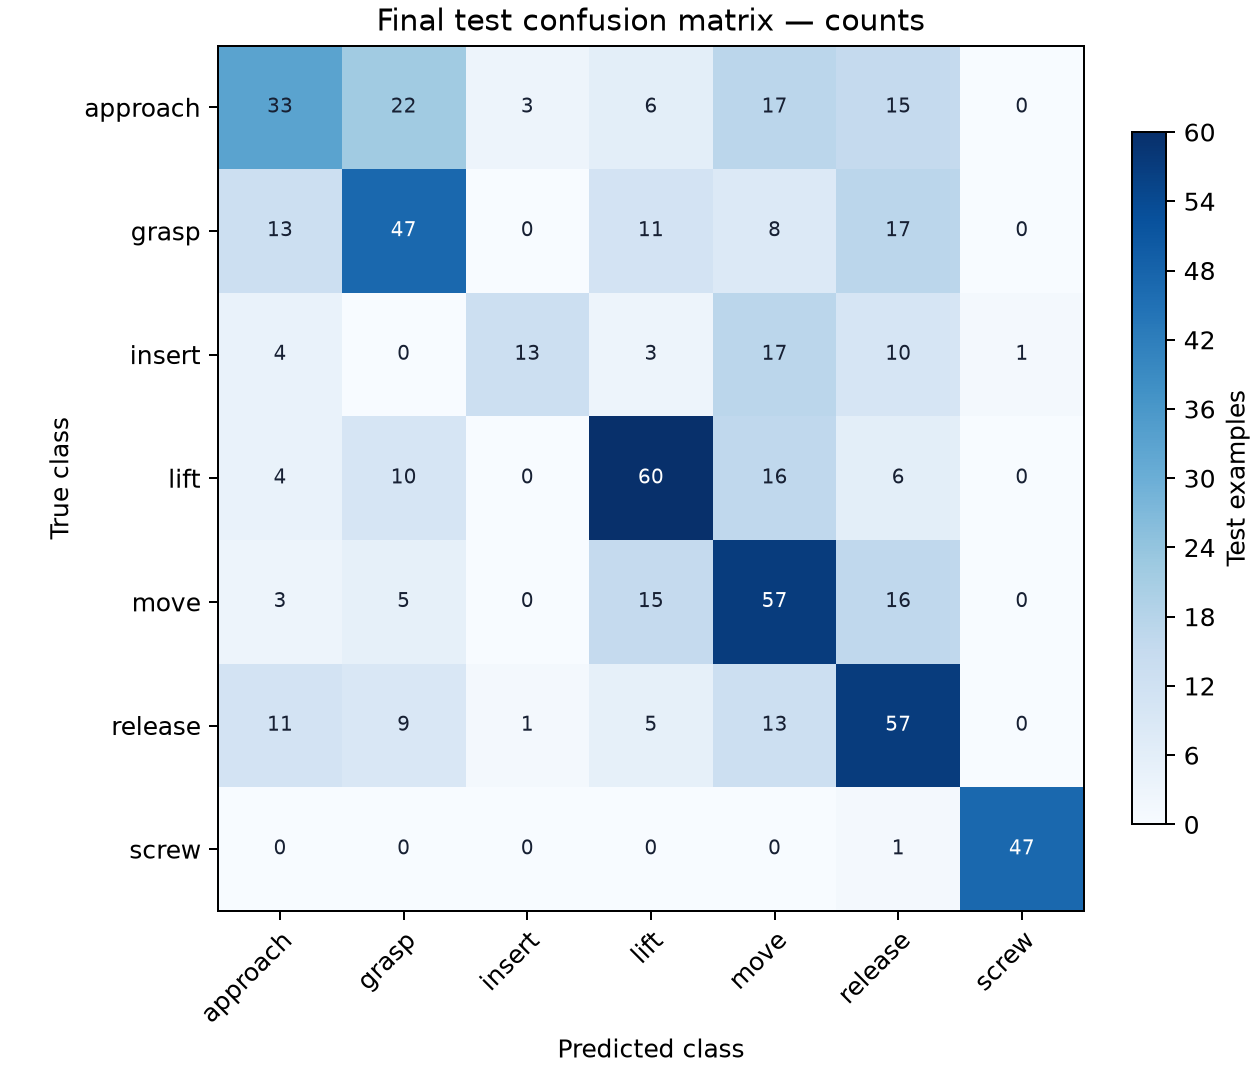 Final test confusion matrix — counts
approach 33 22 3 6 17 15 0
grasp 13 47 0 11 8 17 0
insert 4 0 13 3 17 10 1
lift 4 10 0 60 16 6 0
move 3 5 0 15 57 16 0
release 11 9 1 5 13 57 0
screw 0 0 0 0 0 1 47
approach grasp insert lift move release screw
Predicted class
True class
60
54
48
42
36
30
24
18
12
6
0
Test examples